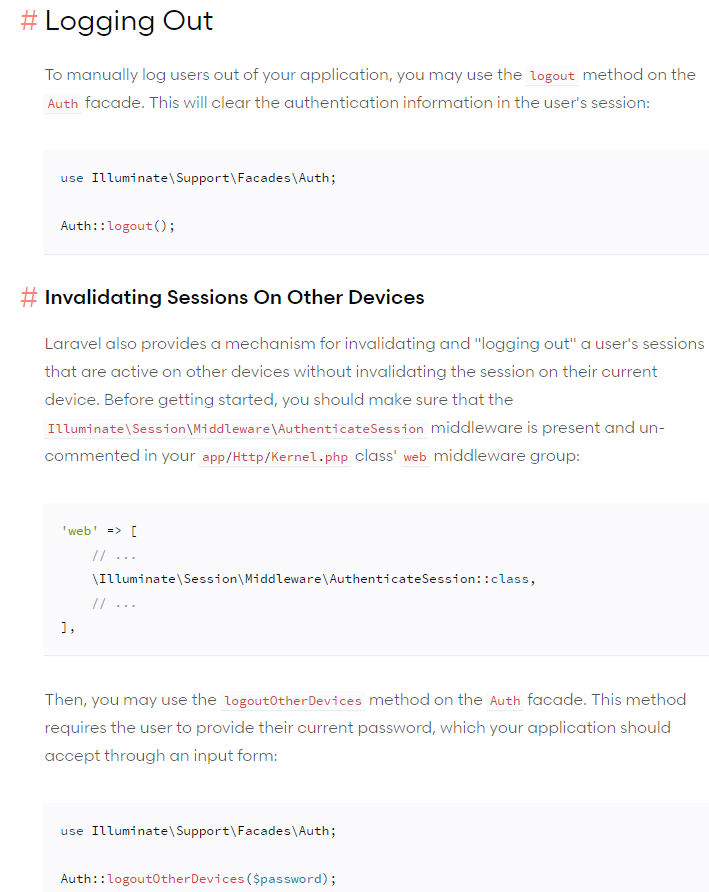 # Logging Out
To manually log users out of your application, you may use the logout method on the
Auth facade. This will clear the authentication information in the user's session:
use Illuminate\Support\Facades\Auth;
Auth::logout();
# Invalidating Sessions On Other Devices
Laravel also provides a mechanism for invalidating and "logging out" a user's sessions
that are active on other devices without invalidating the session on their current
device. Before getting started, you should make sure that the
Illuminate\Session\Middleware\AuthenticateSession middleware is present and un-
commented in your app/Http/Kernel.php class' web middleware group:
'web' => [
    // ...
    \Illuminate\Session\Middleware\AuthenticateSession::class,
    // ...
],
Then, you may use the logoutOtherDevices method on the Auth facade. This method
requires the user to provide their current password, which your application should
accept through an input form:
use Illuminate\Support\Facades\Auth;
Auth::logoutOtherDevices($password);